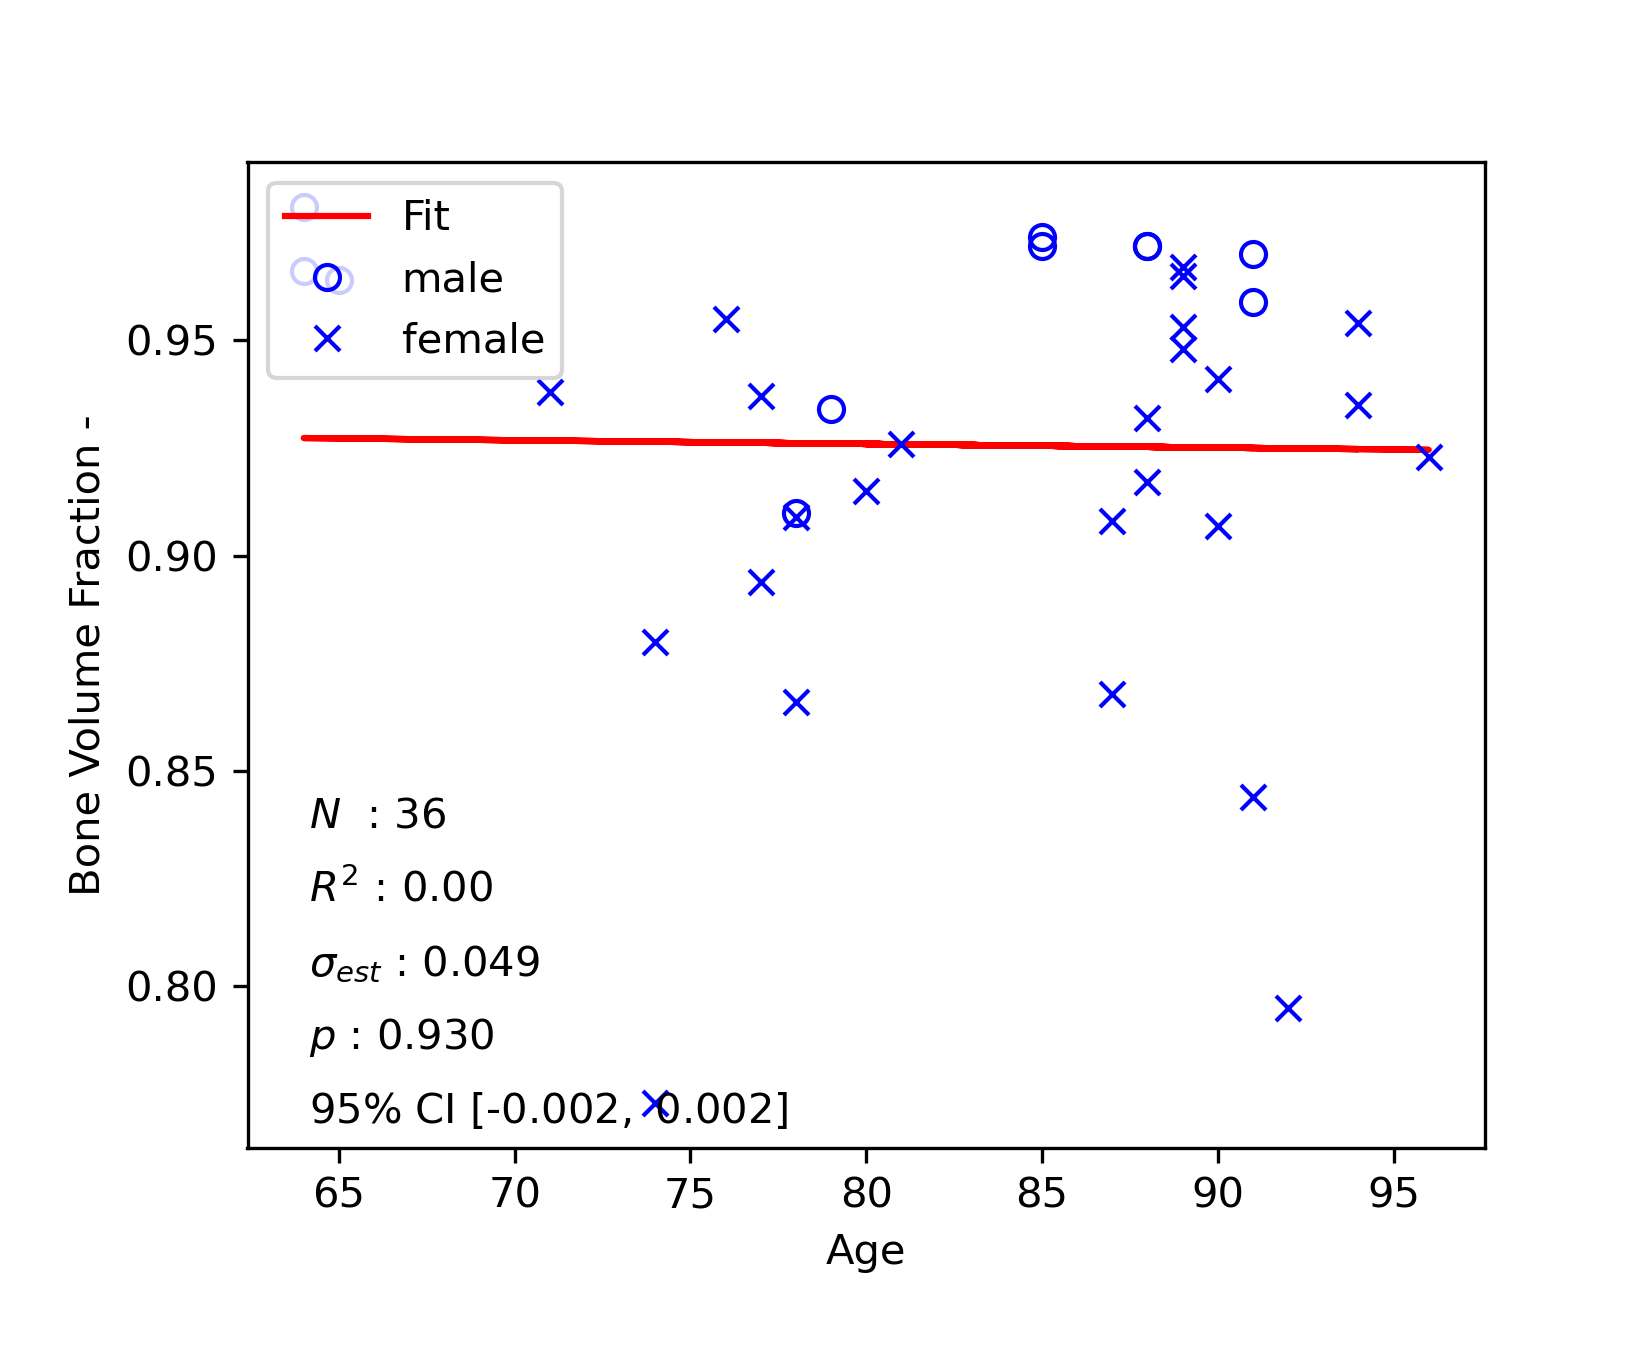 Fit
male
female
0.95
0.90
0.85
0.80
Bone Volume Fraction -
N : 36
R² : 0.00
σest : 0.049
p : 0.930
95% CI [-0.002, 0.002]
65 70 75 80 85 90 95
Age